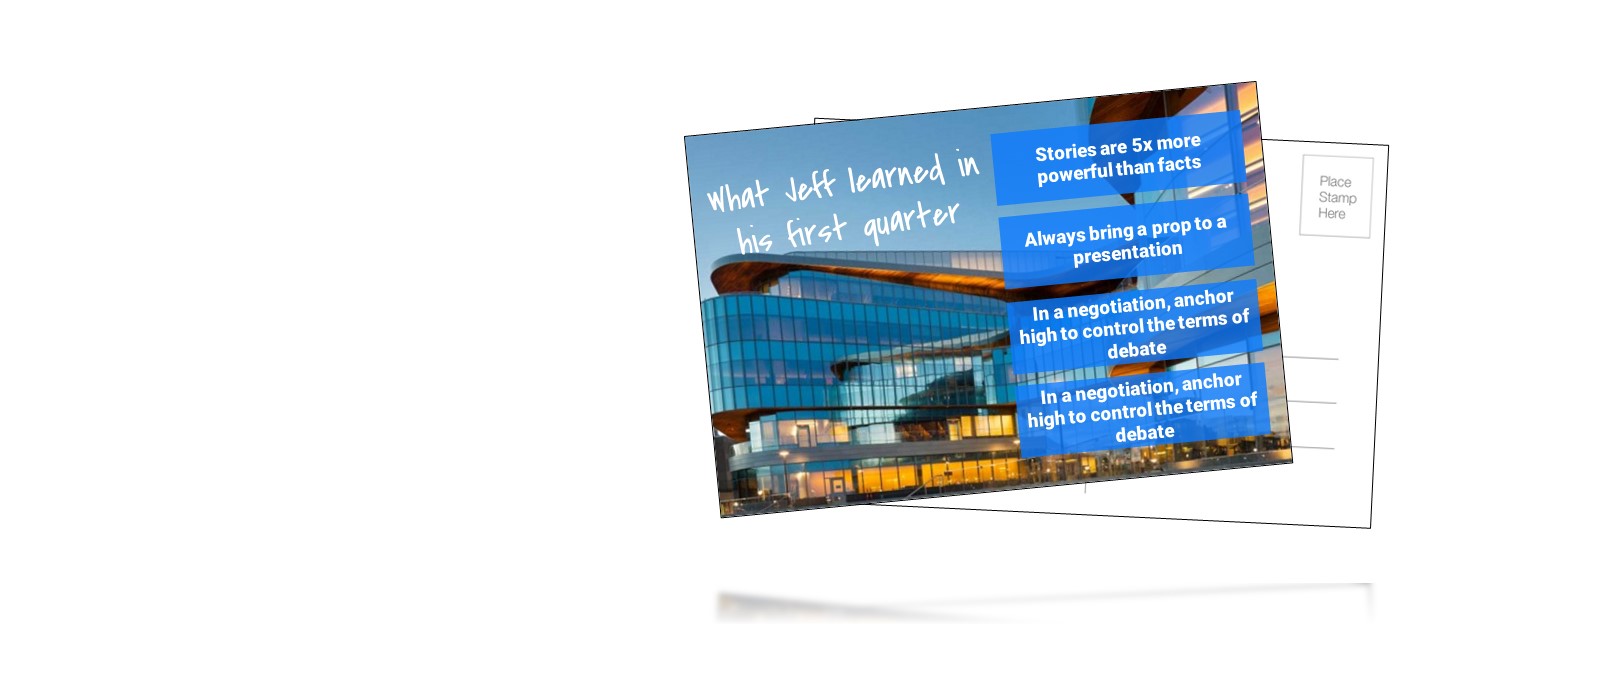 What Jeff learned in
his first quarter
Stories are 5x more
powerful than facts
Always bring a prop to a
presentation
In a negotiation, anchor
high to control the terms of
debate
In a negotiation, anchor
high to control the terms of
debate
Place
Stamp
Here